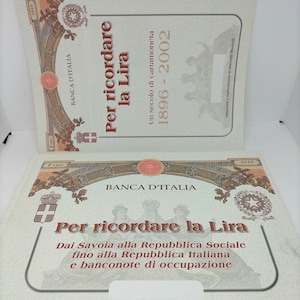 BANCA D'ITALIA
Per ricordare
la Lira
Un secolo di cartamoneta
1896 - 2002
BANCA D'ITALIA
Per ricordare la Lira
Dai Savoia alla Repubblica Sociale
fino alla Repubblica Italiana
e banconote di occupazione